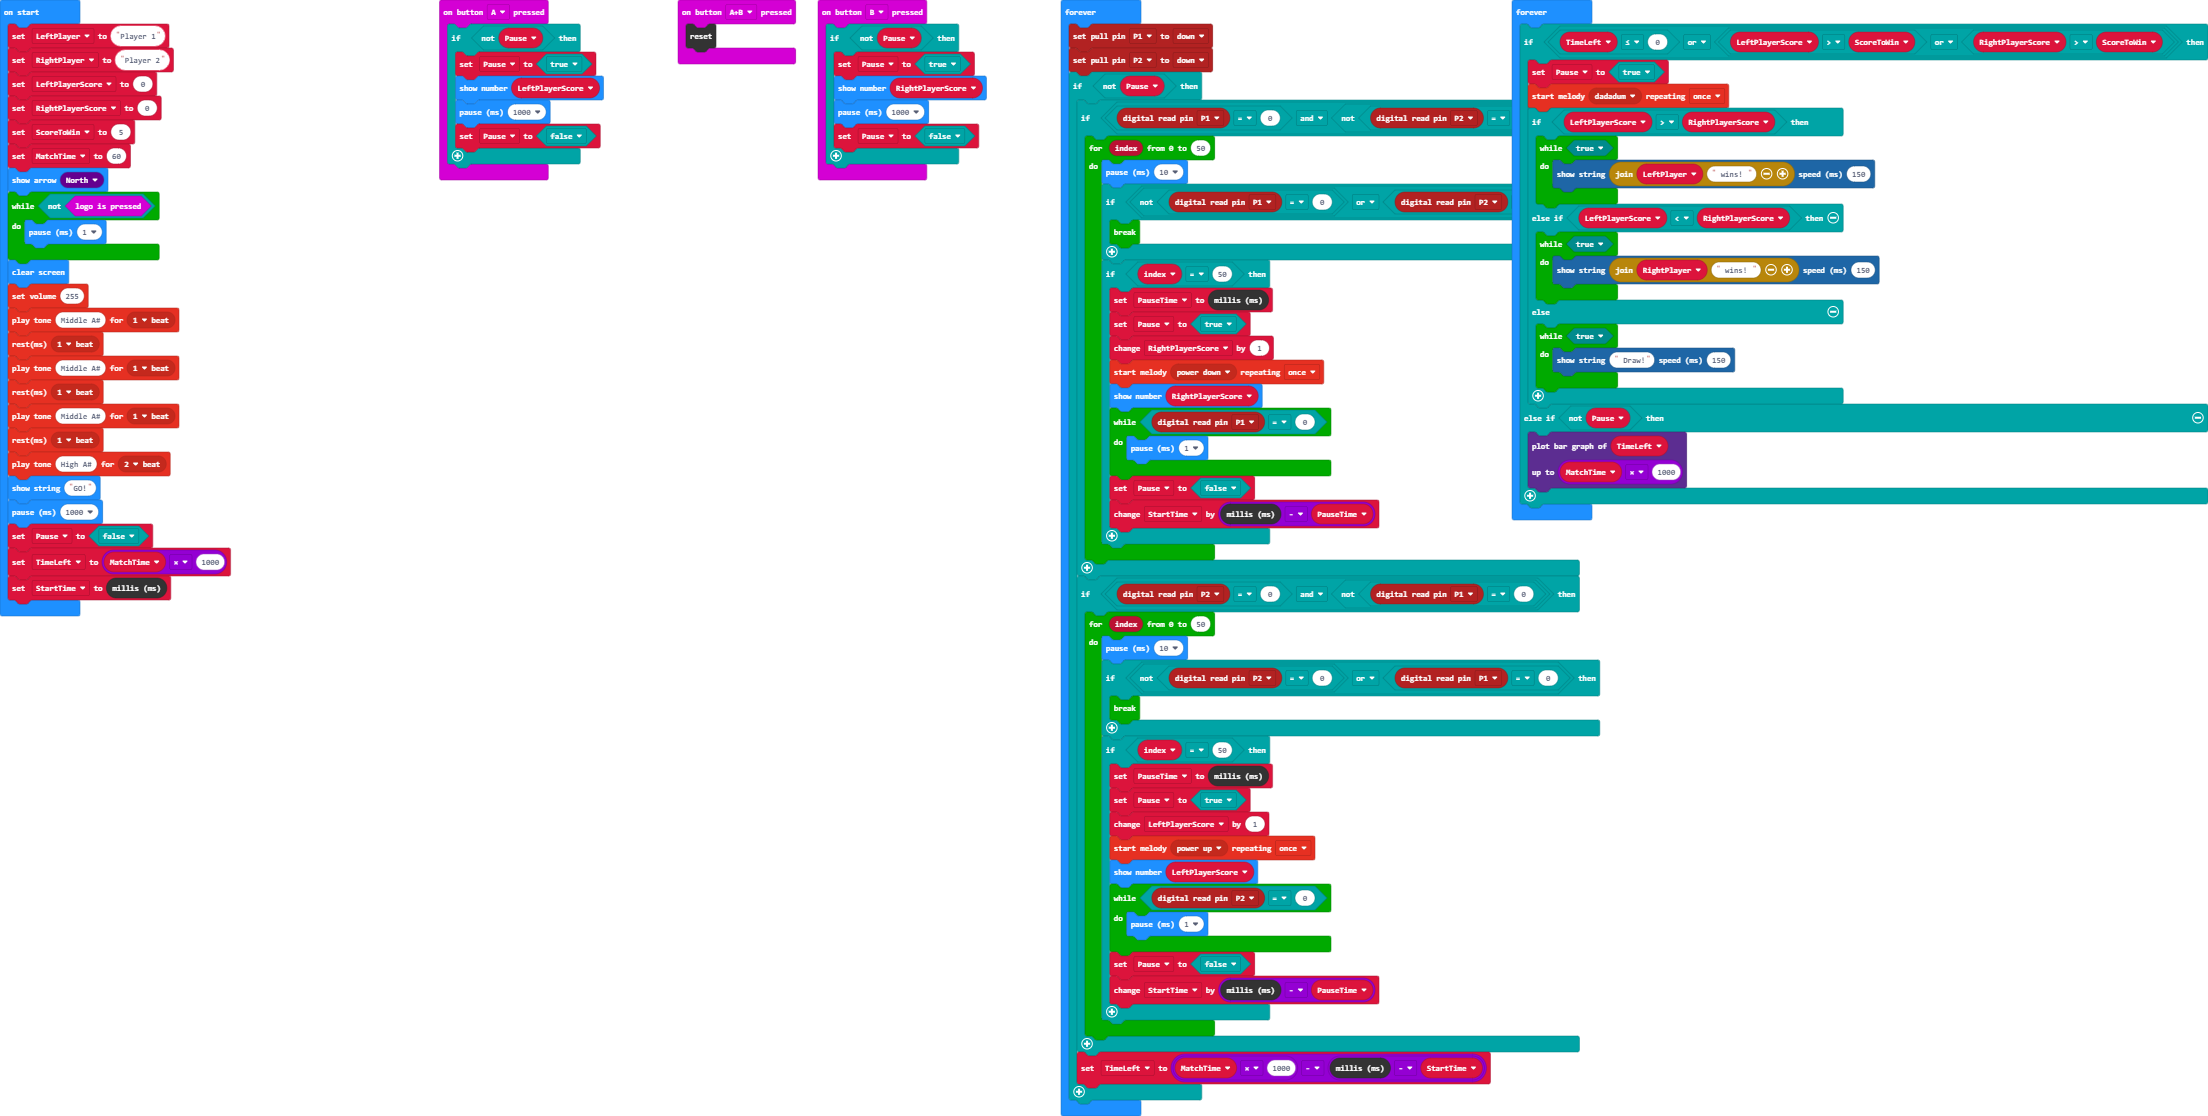 on start
set LeftPlayer to "Player 1"
set RightPlayer to "Player 2"
set LeftPlayerScore to 0
set RightPlayerScore to 0
set ScoreToWin to 5
set MatchTime to 60
show arrow North
while not logo is pressed
do
pause (ms) 1
clear screen
set volume 255
play tone Middle A# for 1 beat
rest(ms) 1 beat
play tone Middle A# for 1 beat
rest(ms) 1 beat
play tone Middle A# for 1 beat
rest(ms) 1 beat
play tone High A# for 2 beat
show string "GO!"
pause (ms) 1000
set Pause to false
set TimeLeft to MatchTime × 1000
set StartTime to millis (ms)
on button A pressed
if not Pause then
set Pause to true
show number LeftPlayerScore
pause (ms) 1000
set Pause to false
on button A+B pressed
reset
on button B pressed
if not Pause then
set Pause to true
show number RightPlayerScore
pause (ms) 1000
set Pause to false
forever
set pull pin P1 to down
set pull pin P2 to down
if not Pause then
if digital read pin P1 = 0 and not digital read pin P2 =
for index from 0 to 50
do
pause (ms) 10
if not digital read pin P1 = 0 or digital read pin P2
break
if index = 50 then
set PauseTime to millis (ms)
set Pause to true
change RightPlayerScore by 1
start melody power down repeating once
show number RightPlayerScore
while digital read pin P1 = 0
do
pause (ms) 1
set Pause to false
change StartTime by millis (ms) - PauseTime
if digital read pin P2 = 0 and not digital read pin P1 = 0 then
for index from 0 to 50
do
pause (ms) 10
if not digital read pin P2 = 0 or digital read pin P1 = 0 then
break
if index = 50 then
set PauseTime to millis (ms)
set Pause to true
change LeftPlayerScore by 1
start melody power up repeating once
show number LeftPlayerScore
while digital read pin P2 = 0
do
pause (ms) 1
set Pause to false
change StartTime by millis (ms) - PauseTime
set TimeLeft to MatchTime × 1000 - millis (ms) - StartTime
forever
if TimeLeft ≤ 0 or LeftPlayerScore > ScoreToWin or RightPlayerScore > ScoreToWin then
set Pause to true
start melody dadadum repeating once
if LeftPlayerScore > RightPlayerScore then
while true
do
show string join LeftPlayer " wins! " speed (ms) 150
else if LeftPlayerScore < RightPlayerScore then
while true
do
show string join RightPlayer " wins! " speed (ms) 150
else
while true
do
show string " Draw!" speed (ms) 150
else if not Pause then
plot bar graph of TimeLeft
up to MatchTime × 1000